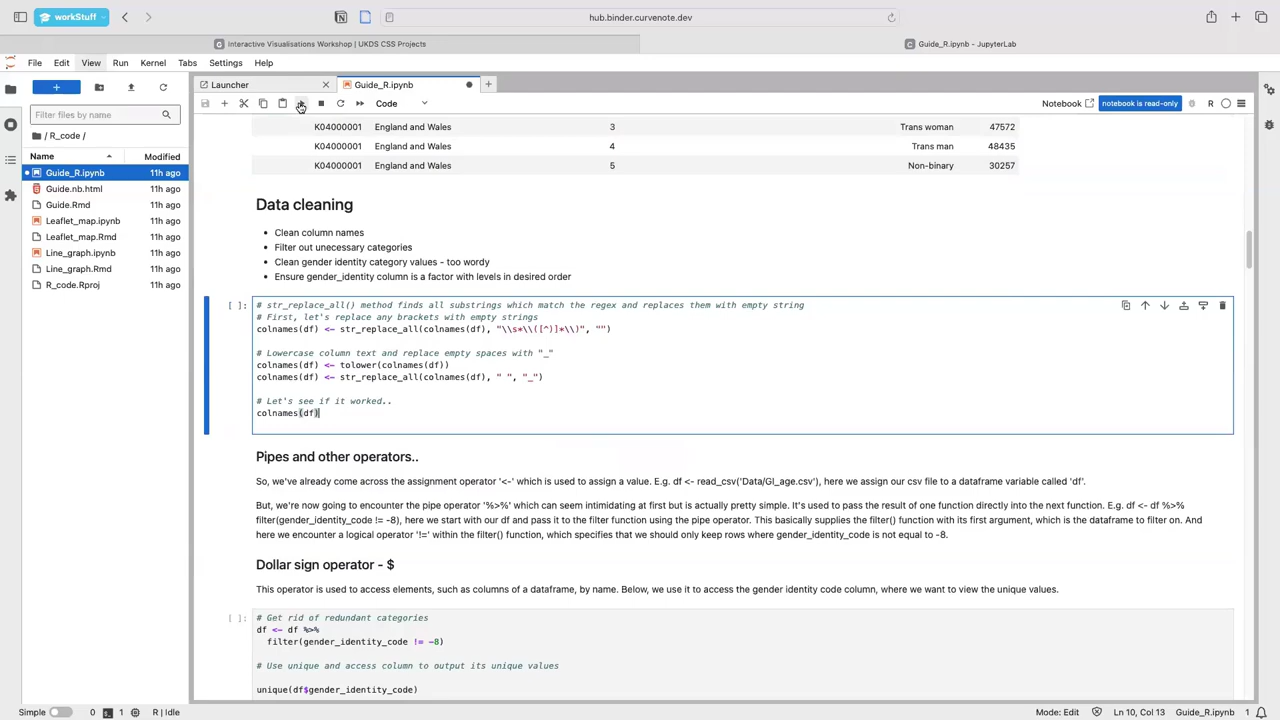 workStuff
hub.binder.curvenote.dev
Interactive Visualisations Workshop | UKDS CSS Projects
Guide_R.ipynb - JupyterLab
File Edit View Run Kernel Tabs Settings Help
Launcher
Guide_R.ipynb
Code
Notebook
notebook is read-only
R
Filter files by name
/ R_code /
Name Modified
Guide_R.ipynb 11h ago
Guide.nb.html 11h ago
Guide.Rmd 11h ago
Leaflet_map.ipynb 11h ago
Leaflet_map.Rmd 11h ago
Line_graph.ipynb 11h ago
Line_graph.Rmd 11h ago
R_code.Rproj 11h ago
K04000001 England and Wales 3 Trans woman 47572
K04000001 England and Wales 4 Trans man 48435
K04000001 England and Wales 5 Non-binary 30257
Data cleaning
• Clean column names
• Filter out unecessary categories
• Clean gender identity category values - too wordy
• Ensure gender_identity column is a factor with levels in desired order
[ ]:
# str_replace_all() method finds all substrings which match the regex and replaces them with empty string
# First, let's replace any brackets with empty strings
colnames(df) <- str_replace_all(colnames(df), "\\s*\\([^)]*\\)", "")
# Lowercase column text and replace empty spaces with "_"
colnames(df) <- tolower(colnames(df))
colnames(df) <- str_replace_all(colnames(df), " ", "_")
# Let's see if it worked..
colnames(df)
Pipes and other operators..
So, we've already come across the assignment operator '<-' which is used to assign a value. E.g. df <- read_csv('Data/GI_age.csv'), here we assign our csv file to a dataframe variable called 'df'.
But, we're now going to encounter the pipe operator '%>%' which can seem intimidating at first but is actually pretty simple. It's used to pass the result of one function directly into the next function. E.g. df <- df %>%
filter(gender_identity_code != -8), here we start with our df and pass it to the filter function using the pipe operator. This basically supplies the filter() function with its first argument, which is the dataframe to filter on. And
here we encounter a logical operator '!=' within the filter() function, which specifies that we should only keep rows where gender_identity_code is not equal to -8.
Dollar sign operator - $
This operator is used to access elements, such as columns of a dataframe, by name. Below, we use it to access the gender identity code column, where we want to view the unique values.
[ ]:
# Get rid of redundant categories
df <- df %>%
filter(gender_identity_code != -8)
# Use unique and access column to output its unique values
unique(df$gender_identity_code)
Simple 0 1 R | Idle
Mode: Edit Ln 10, Col 13 Guide_R.ipynb 1